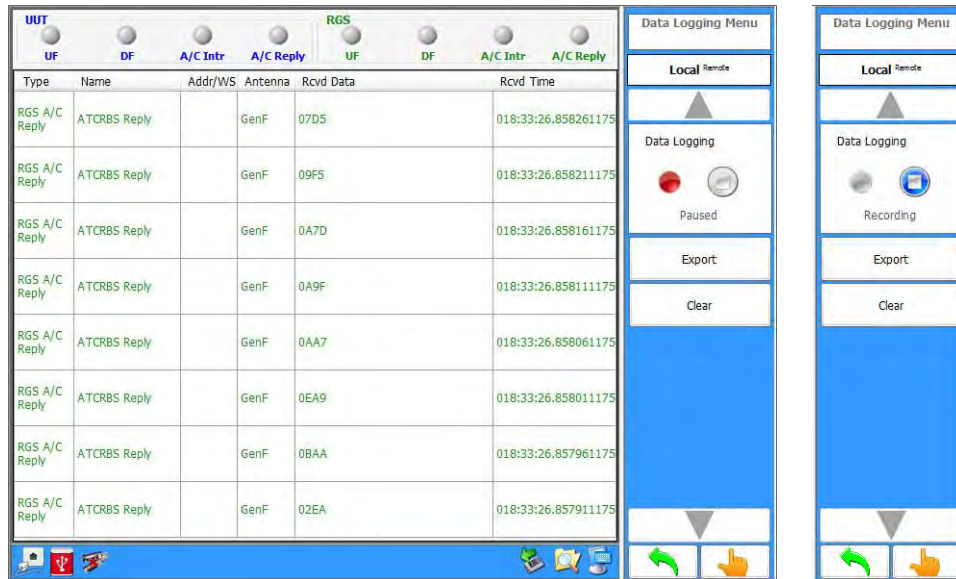 UUT
UF DF A/C Intr A/C Reply
RGS
UF DF A/C Intr A/C Reply
Type Name Addr/WS Antenna Rcvd Data Rcvd Time
RGS A/C
Reply ATCRBS Reply GenF 07D5 018:33:26.858261175
RGS A/C
Reply ATCRBS Reply GenF 09F5 018:33:26.858211175
RGS A/C
Reply ATCRBS Reply GenF 0A7D 018:33:26.858161175
RGS A/C
Reply ATCRBS Reply GenF 0A9F 018:33:26.858111175
RGS A/C
Reply ATCRBS Reply GenF 0AA7 018:33:26.858061175
RGS A/C
Reply ATCRBS Reply GenF 0EA9 018:33:26.858011175
RGS A/C
Reply ATCRBS Reply GenF 0BAA 018:33:26.857961175
RGS A/C
Reply ATCRBS Reply GenF 02EA 018:33:26.857911175
Data Logging Menu
Local Remote
Data Logging
Paused
Export
Clear
Data Logging Menu
Local Remote
Data Logging
Recording
Export
Clear